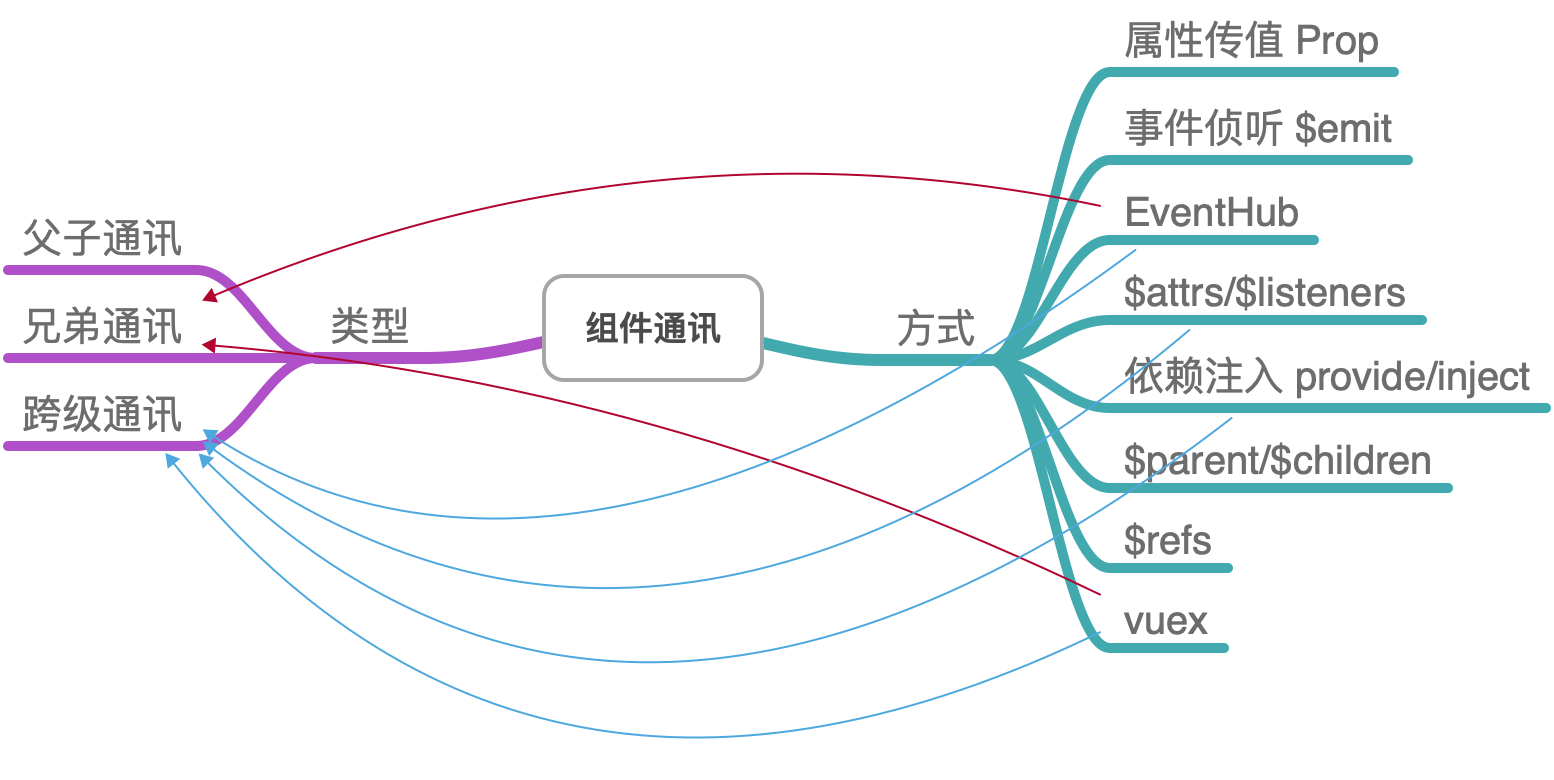 组件通讯
类型
父子通讯
兄弟通讯
跨级通讯
方式
属性传值 Prop
事件侦听 $emit
EventHub
$attrs/$listeners
依赖注入 provide/inject
$parent/$children
$refs
vuex